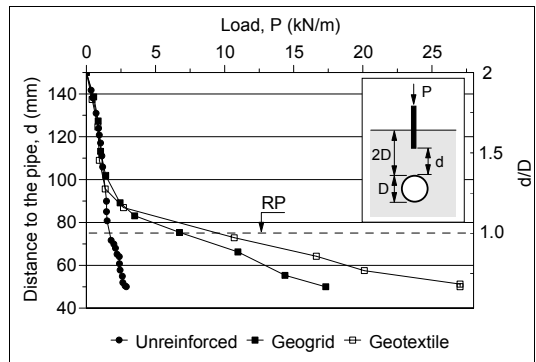 Load, P (kN/m)
0 5 10 15 20 25
Distance to the pipe, d (mm)
140
120
100
80
60
40
2
1.5
1.0
d/D
P
2D
d
D
RP
Unreinforced Geogrid Geotextile